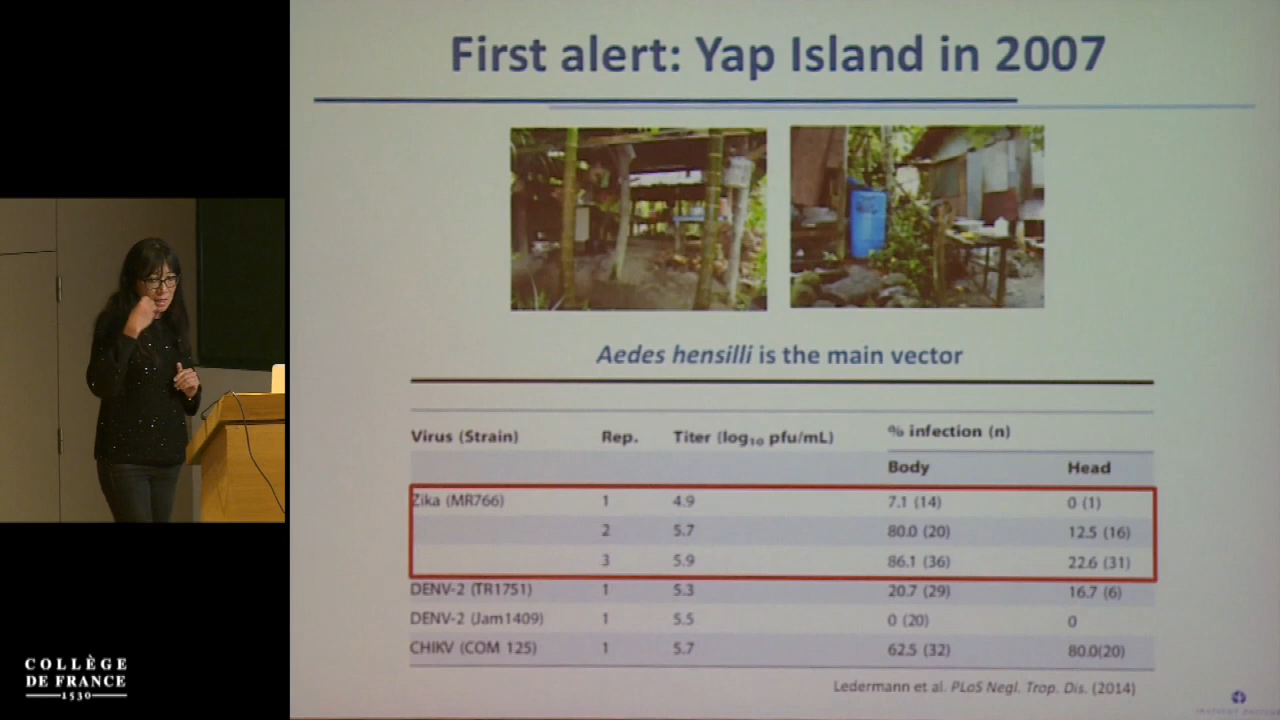 First alert: Yap Island in 2007
Aedes hensilli is the main vector
Virus (Strain) Rep. Titer (log₁₀ pfu/mL) % infection (n)
Body Head
Zika (MR766) 1 4.9 7.1 (14) 0 (1)
2 5.7 80.0 (20) 12.5 (16)
3 5.9 86.1 (36) 22.6 (31)
DENV-2 (TR1751) 1 5.3 20.7 (29) 16.7 (6)
DENV-2 (Jam1409) 1 5.5 0 (20) 0
CHIKV (COM 125) 1 5.7 62.5 (32) 80.0(20)
Ledermann et al. PLoS Negl. Trop. Dis. (2014)
COLLÈGE
DE FRANCE
1530